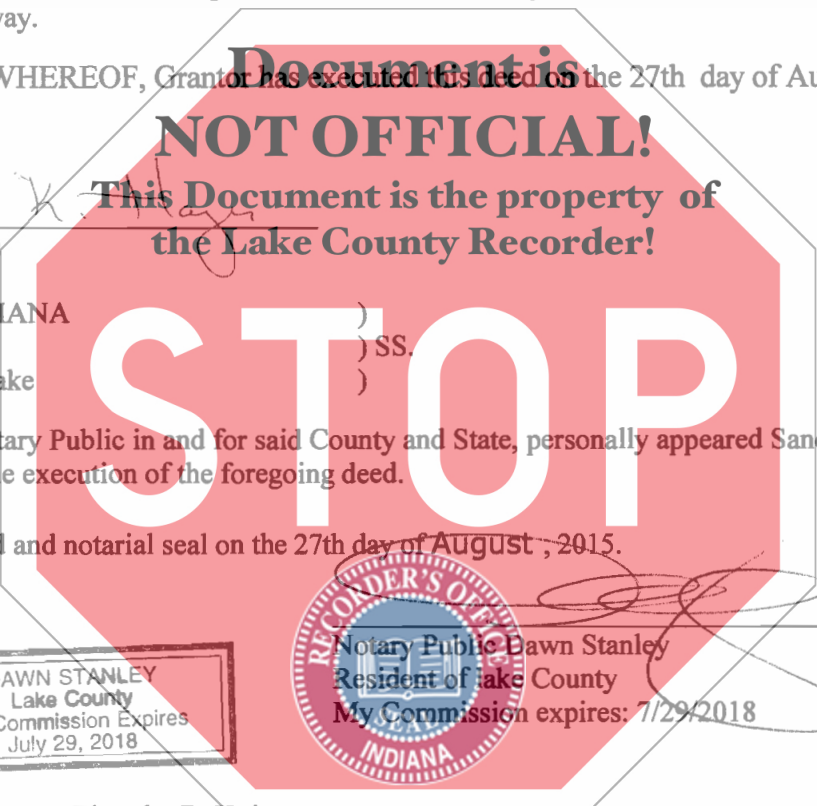 way.
Document is
WHEREOF, Grantor has executed this deed on the 27th day of Au
NOT OFFICIAL!
This Document is the property of
the Lake County Recorder!
IANA )
) SS.
ake )
STOP
tary Public in and for said County and State, personally appeared San
e execution of the foregoing deed.
d and notarial seal on the 27th day of August , 2015.
RECORDER'S OFFICE
SEAL
INDIANA
Notary Public Dawn Stanley
Resident of lake County
My Commission expires: 7/29/2018
AWN STANLEY
Lake County
Commission Expires
July 29, 2018